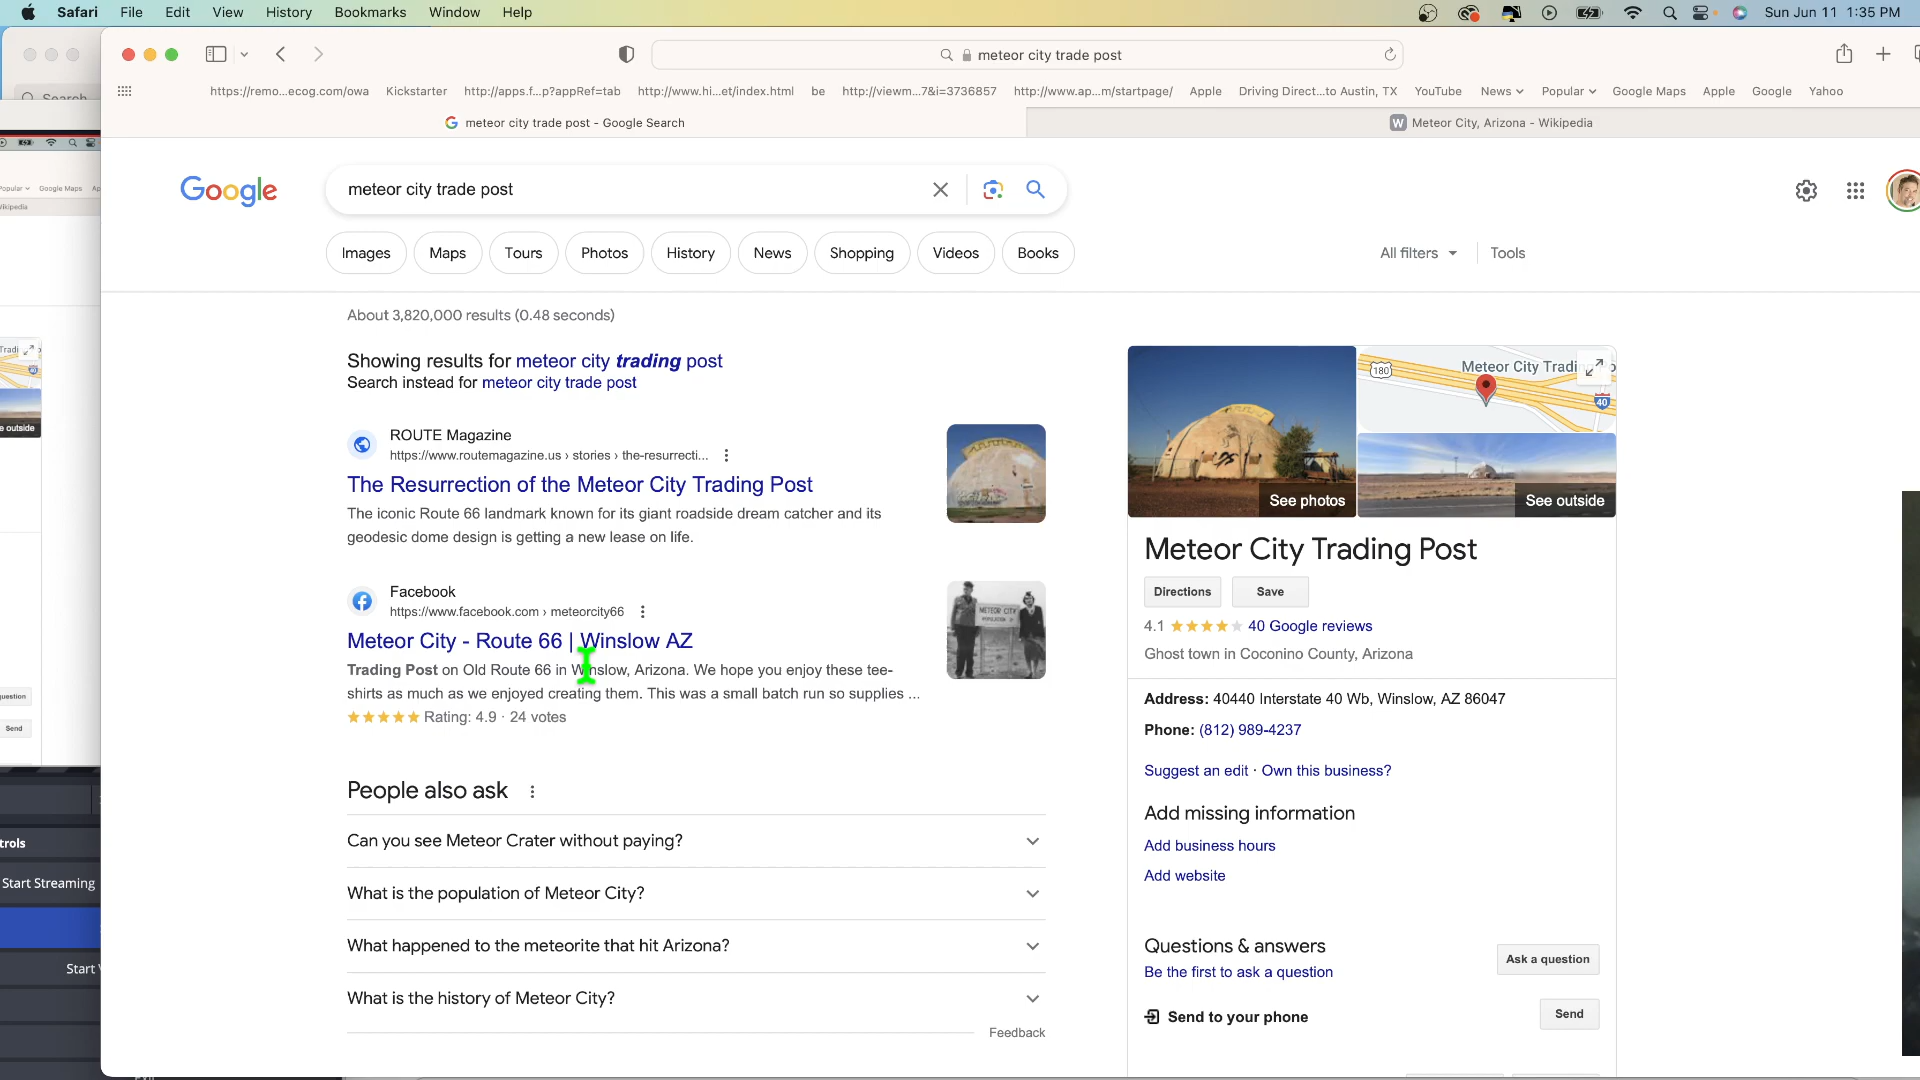 Safari File Edit View History Bookmarks Window Help
Sun Jun 11 1:35 PM
Search
meteor city trade post
https://remo...ecog.com/owa Kickstarter http://apps.f...p?appRef=tab http://www.hi...et/index.html be http://viewm...7&i=3736857 http://www.ap...m/startpage/ Apple Driving Direct...to Austin, TX YouTube News Popular Google Maps Apple Google Yahoo
meteor city trade post - Google Search
W Meteor City, Arizona - Wikipedia
Popular Google Maps
Wikipedia
Google
meteor city trade post
Images Maps Tours Photos History News Shopping Videos Books
All filters Tools
About 3,820,000 results (0.48 seconds)
Showing results for meteor city trading post
Search instead for meteor city trade post
ROUTE Magazine
https://www.routemagazine.us › stories › the-resurrecti...
The Resurrection of the Meteor City Trading Post
The iconic Route 66 landmark known for its giant roadside dream catcher and its
geodesic dome design is getting a new lease on life.
Facebook
https://www.facebook.com › meteorcity66
Meteor City - Route 66 | Winslow AZ
Trading Post on Old Route 66 in Winslow, Arizona. We hope you enjoy these tee-
shirts as much as we enjoyed creating them. This was a small batch run so supplies ...
Rating: 4.9 · 24 votes
METEOR CITY
POPULATION
People also ask
Can you see Meteor Crater without paying?
What is the population of Meteor City?
What happened to the meteorite that hit Arizona?
What is the history of Meteor City?
Feedback
180
Meteor City Tradi
40
See photos
See outside
Meteor City Trading Post
Directions Save
4.1 40 Google reviews
Ghost town in Coconino County, Arizona
Address: 40440 Interstate 40 Wb, Winslow, AZ 86047
Phone: (812) 989-4237
Suggest an edit · Own this business?
Add missing information
Add business hours
Add website
Questions & answers
Be the first to ask a question
Ask a question
Send to your phone
Send
e outside
question
Send
trols
Start Streaming
Start